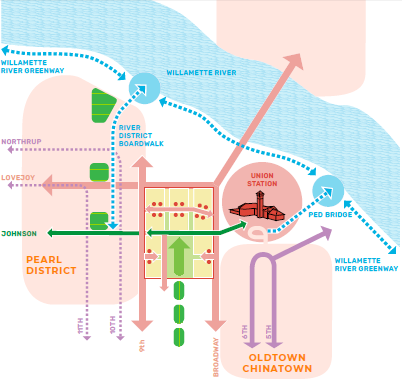 WILLAMETTE
RIVER GREENWAY
WILLAMETTE RIVER
RIVER
DISTRICT
BOARDWALK
NORTHRUP
LOVEJOY
UNION
STATION
PED BRIDGE
JOHNSON
PEARL
DISTRICT
WILLAMETTE
RIVER GREENWAY
11TH
10TH
9th
BROADWAY
6TH
5TH
OLDTOWN
CHINATOWN